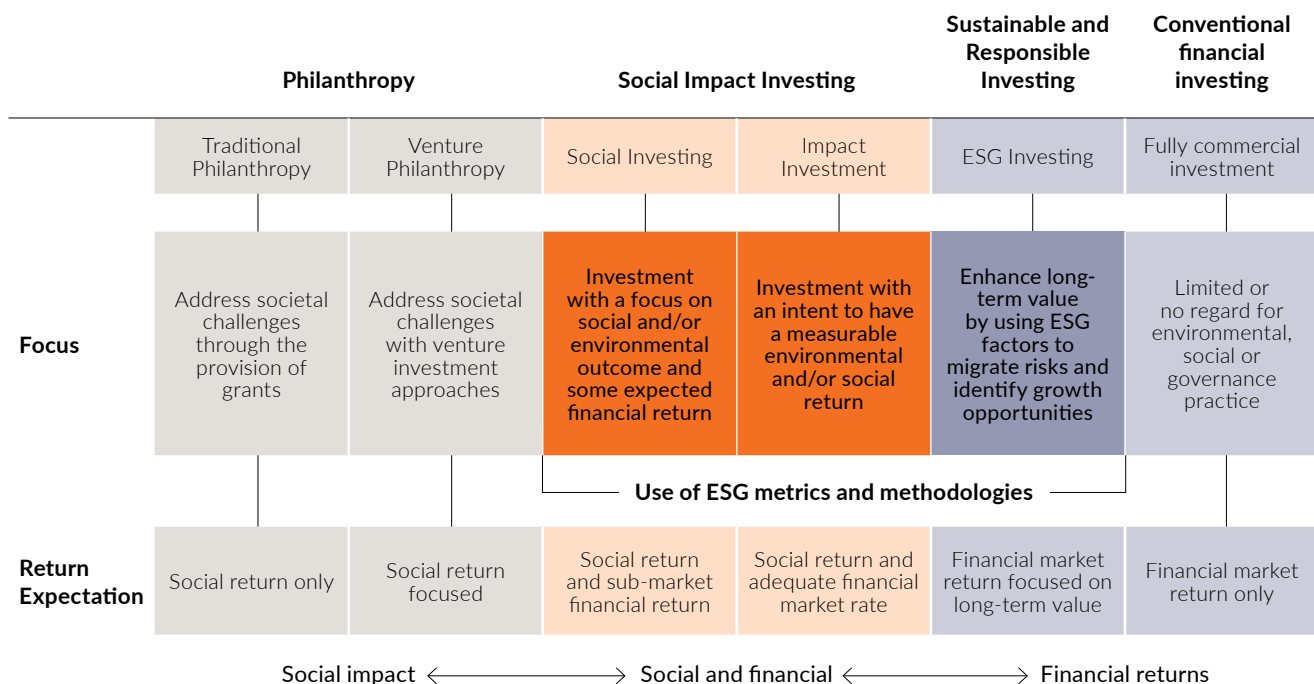 Philanthropy
Social Impact Investing
Sustainable and
Responsible
Investing
Conventional
financial
investing
Traditional
Philanthropy
Venture
Philanthropy
Social Investing
Impact
Investment
ESG Investing
Fully commercial
investment
Focus
Address societal
challenges
through the
provision of
grants
Address societal
challenges
with venture
investment
approaches
Investment
with a focus on
social and/or
environmental
outcome and
some expected
financial return
Investment with
an intent to have
a measurable
environmental
and/or social
return
Enhance long-
term value
by using ESG
factors to
migrate risks and
identify growth
opportunities
Limited or
no regard for
environmental,
social or
governance
practice
Use of ESG metrics and methodologies
Return
Expectation
Social return only
Social return
focused
Social return
and sub-market
financial return
Social return and
adequate financial
market rate
Financial market
return focused on
long-term value
Financial market
return only
Social impact
Social and financial
Financial returns